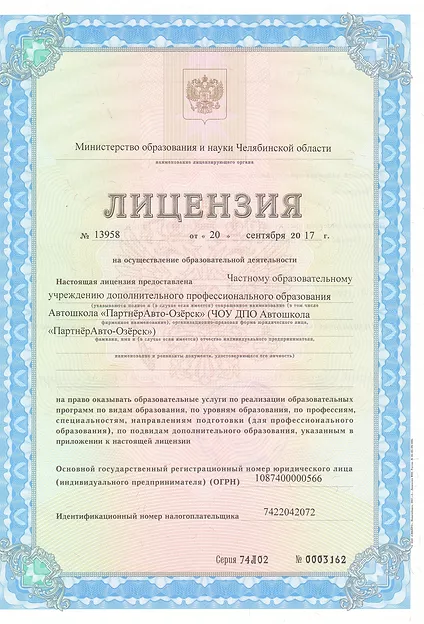 Министерство образования и науки Челябинской области
наименование лицензирующего органа
ЛИЦЕНЗИЯ
№ 13958 от « 20 » сентября 20 17 г.
на осуществление образовательной деятельности
Настоящая лицензия предоставлена Частному образовательному
учреждению дополнительного профессионального образования
(указываются полное и (в случае если имеется) сокращенное наименование (в том числе
Автошкола «ПартнёрАвто-Озёрск» (ЧОУ ДПО Автошкола
фирменное наименование), организационно-правовая форма юридического лица,
«ПартнёрАвто-Озёрск»)
фамилия, имя и (в случае если имеется) отчество индивидуального предпринимателя,
наименование и реквизиты документа, удостоверяющего его личность)
на право оказывать образовательные услуги по реализации образовательных
программ по видам образования, по уровням образования, по профессиям,
специальностям, направлениям подготовки (для профессионального
образования), по подвидам дополнительного образования, указанным в
приложении к настоящей лицензии
Основной государственный регистрационный номер юридического лица
(индивидуального предпринимателя) (ОГРН) 1087400000566
Идентификационный номер налогоплательщика 7422042072
Серия 74Л02 № 0003162